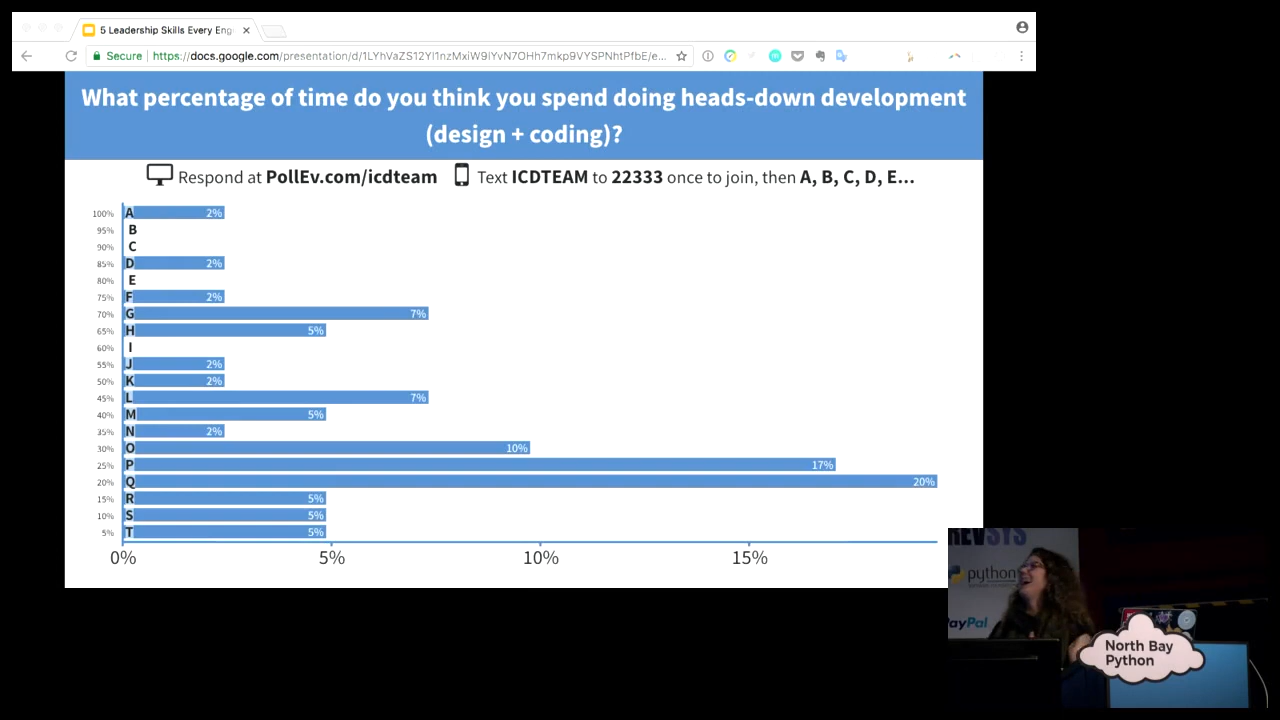 5 Leadership Skills Every Eng
Secure
https://docs.google.com/presentation/d/1LYhVaZS12YI1nzMxiW9IYvN7OHh7mkp9VYSPNhtPfbE/e...
What percentage of time do you think you spend doing heads-down development
(design + coding)?
Respond at PollEv.com/icdteam
Text ICDTEAM to 22333 once to join, then A, B, C, D, E...
100% A 2%
95% B
90% C
85% D 2%
80% E
75% F 2%
70% G 7%
65% H 5%
60% I
55% J 2%
50% K 2%
45% L 7%
40% M 5%
35% N 2%
30% O 10%
25% P 17%
20% Q 20%
15% R 5%
10% S 5%
5% T 5%
0% 5% 10% 15%
REVSYS
python
PayPal
North Bay
Python